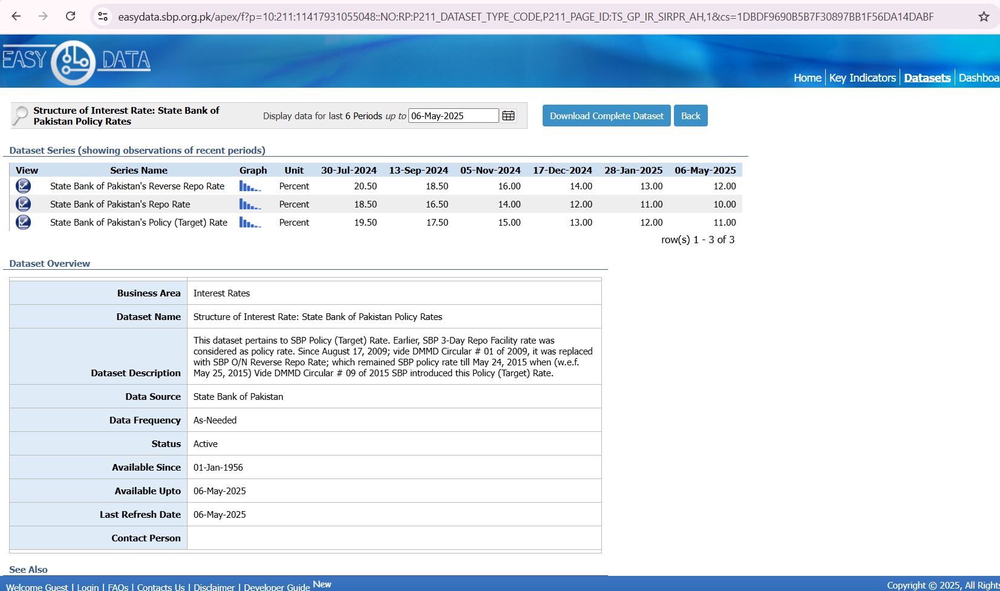 easydata.sbp.org.pk/apex/f?p=10:211:11417931055048::NO:RP:P211_DATASET_TYPE_CODE,P211_PAGE_ID:TS_GP_IR_SIRPR_AH,1&cs=1DBDF9690B5B7F30897BB1F56DA14DABF
EASY DATA
Home | Key Indicators | Datasets | Dashboa
Structure of Interest Rate: State Bank of
Pakistan Policy Rates
Display data for last 6 Periods up to 06-May-2025
Download Complete Dataset Back
Dataset Series (showing observations of recent periods)
View Series Name Graph Unit 30-Jul-2024 13-Sep-2024 05-Nov-2024 17-Dec-2024 28-Jan-2025 06-May-2025
State Bank of Pakistan's Reverse Repo Rate Percent 20.50 18.50 16.00 14.00 13.00 12.00
State Bank of Pakistan's Repo Rate Percent 18.50 16.50 14.00 12.00 11.00 10.00
State Bank of Pakistan's Policy (Target) Rate Percent 19.50 17.50 15.00 13.00 12.00 11.00
row(s) 1 - 3 of 3
Dataset Overview
Business Area Interest Rates
Dataset Name Structure of Interest Rate: State Bank of Pakistan Policy Rates
This dataset pertains to SBP Policy (Target) Rate. Earlier, SBP 3-Day Repo Facility rate was
considered as policy rate. Since August 17, 2009; vide DMMD Circular # 01 of 2009, it was replaced
with SBP O/N Reverse Repo Rate; which remained SBP policy rate till May 24, 2015 when (w.e.f.
Dataset Description May 25, 2015) Vide DMMD Circular # 09 of 2015 SBP introduced this Policy (Target) Rate.
Data Source State Bank of Pakistan
Data Frequency As-Needed
Status Active
Available Since 01-Jan-1956
Available Upto 06-May-2025
Last Refresh Date 06-May-2025
Contact Person
See Also
Welcome Guest | Login | FAQs | Contacts Us | Disclaimer | Developer Guide New
Copyright © 2025, All Rights